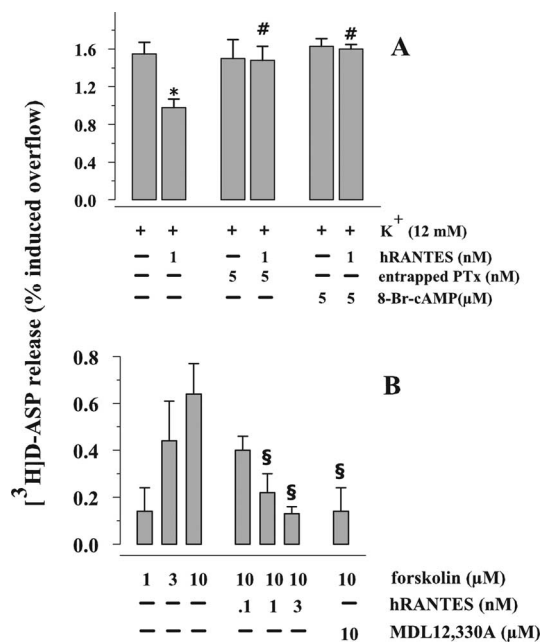 A
1.6
*
#
#
1.2
0.8
0.4
0.0
+ + + + + + K+ (12 mM)
– 1 – 1 – 1 hRANTES (nM)
– – 5 5 – – entrapped PTx (nM)
– – – – 5 5 8-Br-cAMP(µM)
[3H]D-ASP release (% induced overflow)
B
0.8
0.6
0.4
§
§
§
0.2
0.0
1 3 10 10 10 10 10 forskolin (µM)
– – – .1 1 3 – hRANTES (nM)
– – – – – – 10 MDL12,330A (µM)